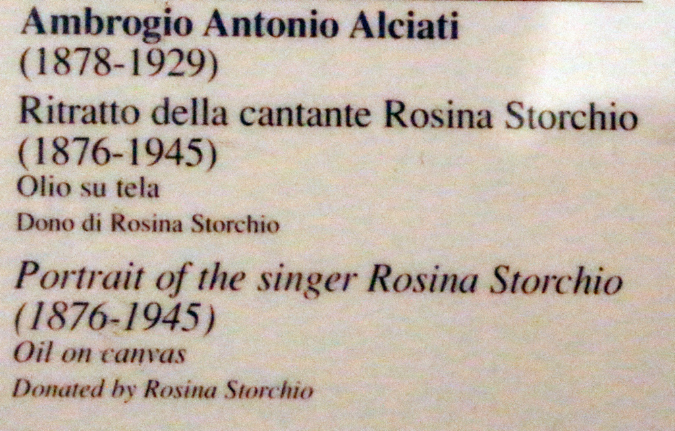 Ambrogio Antonio Alciati
(1878-1929)
Ritratto della cantante Rosina Storchio
(1876-1945)
Olio su tela
Dono di Rosina Storchio
Portrait of the singer Rosina Storchio
(1876-1945)
Oil on canvas
Donated by Rosina Storchio